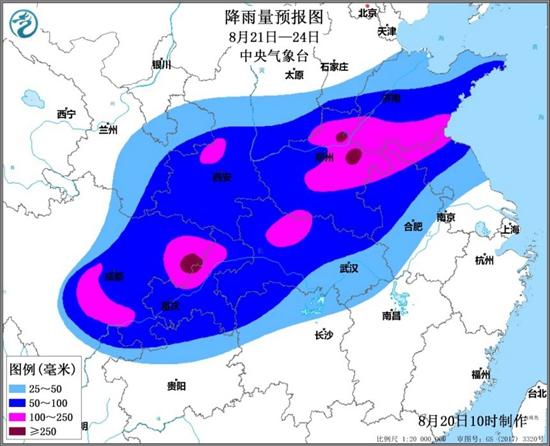 降雨量预报图
8月21日—24日
中央气象台
北京
天津
石家庄
太原
银川
济南
西宁
兰州
郑州
西安
南京
合肥
上海
成都
武汉
杭州
重庆
南昌
长沙
贵阳
福州
台北
明
图例(毫米)
25～50
50～100
100～250
≥250
8月20日10时制作
比例尺 1:20 000 000 审图号: GS (2017) 3320号